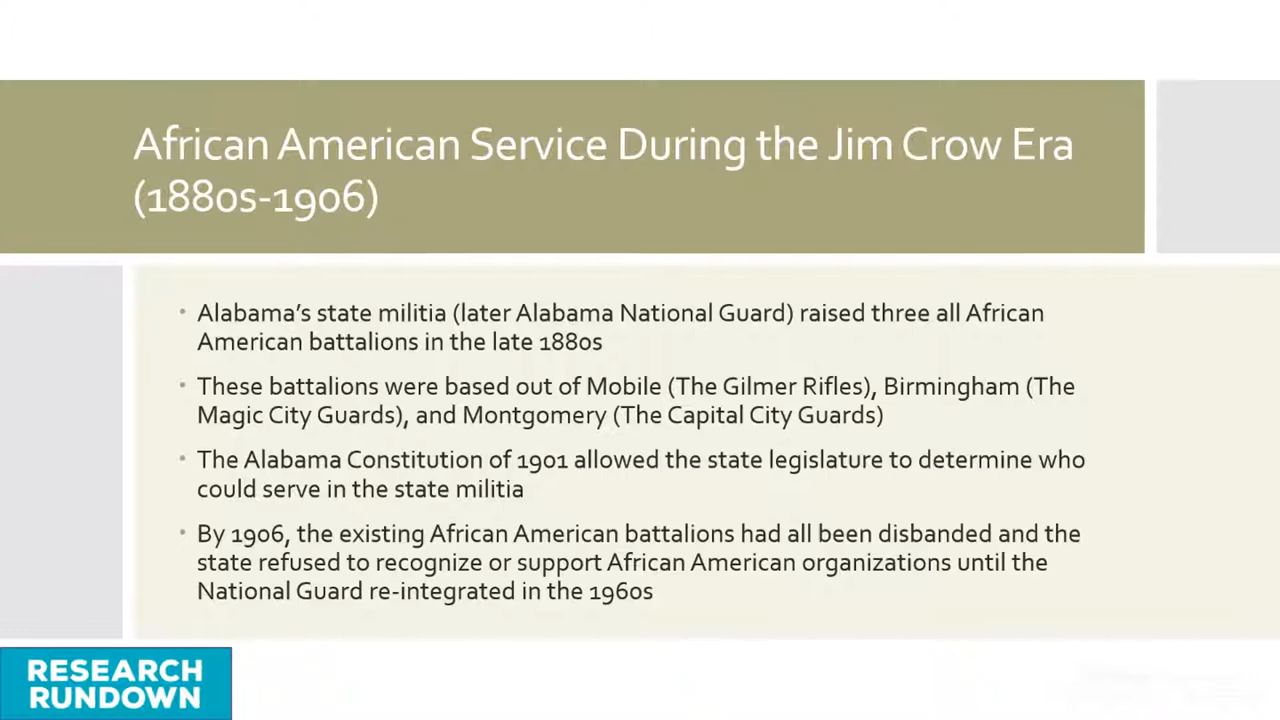 African American Service During the Jim Crow Era
(1880s-1906)
• Alabama's state militia (later Alabama National Guard) raised three all African
American battalions in the late 1880s
• These battalions were based out of Mobile (The Gilmer Rifles), Birmingham (The
Magic City Guards), and Montgomery (The Capital City Guards)
• The Alabama Constitution of 1901 allowed the state legislature to determine who
could serve in the state militia
• By 1906, the existing African American battalions had all been disbanded and the
state refused to recognize or support African American organizations until the
National Guard re-integrated in the 1960s
RESEARCH
RUNDOWN